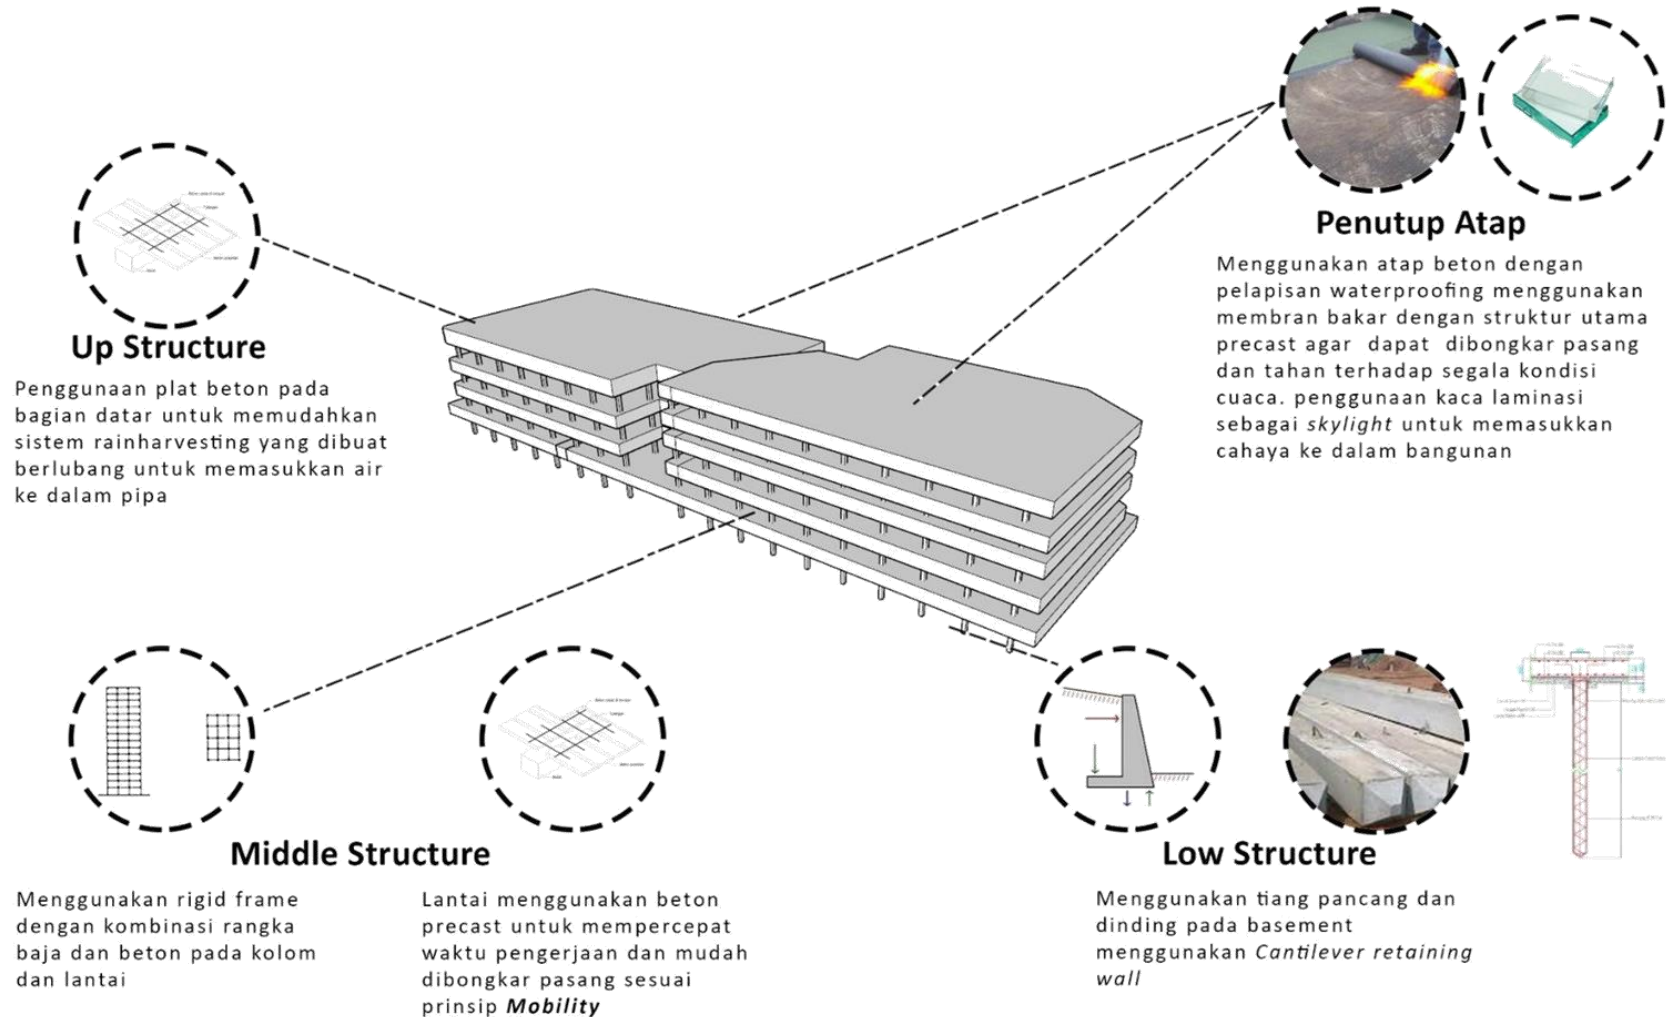 Penutup Atap
Menggunakan atap beton dengan
pelapisan waterproofing menggunakan
membran bakar dengan struktur utama
precast agar dapat dibongkar pasang
dan tahan terhadap segala kondisi
cuaca. penggunaan kaca laminasi
sebagai skylight untuk memasukkan
cahaya ke dalam bangunan
Up Structure
Penggunaan plat beton pada
bagian datar untuk memudahkan
sistem rainharvesting yang dibuat
berlubang untuk memasukkan air
ke dalam pipa
Middle Structure
Menggunakan rigid frame
dengan kombinasi rangka
baja dan beton pada kolom
dan lantai
Lantai menggunakan beton
precast untuk mempercepat
waktu pengerjaan dan mudah
dibongkar pasang sesuai
prinsip Mobility
Low Structure
Menggunakan tiang pancang dan
dinding pada basement
menggunakan Cantilever retaining
wall